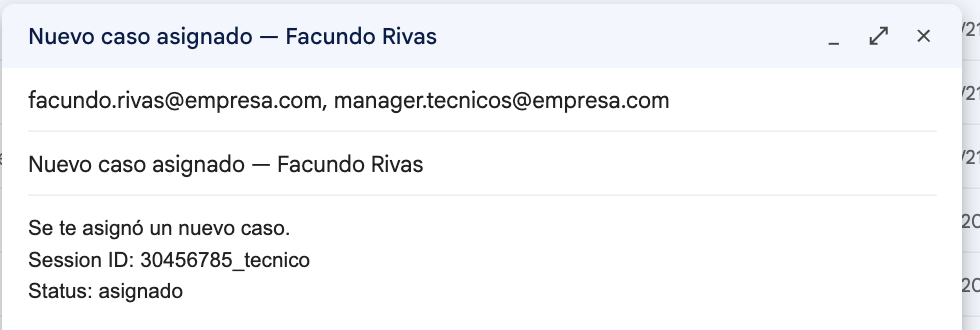 Nuevo caso asignado — Facundo Rivas
facundo.rivas@empresa.com, manager.tecnicos@empresa.com
Nuevo caso asignado — Facundo Rivas
Se te asignó un nuevo caso.
Session ID: 30456785_tecnico
Status: asignado